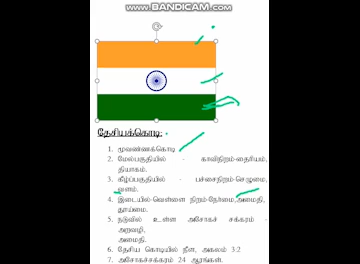 www.BANDICAM.com
தேசியக்கொடி:
1. மூவண்ணக்கொடி
2. மேல்பகுதியில் - காவிநிறம்-தைரியம்,
தியாகம்.
3. கீழ்ப்பகுதியில் - பச்சைநிறம்-செழுமை,
வளம்.
4. இடையில்-வெள்ளை நிறம்-நேர்மை,அமைதி,
தூய்மை.
5. நடுவில் உள்ள அசோகச் சக்கரம் -
அறவழி,
அமைதி.
6. தேசிய கொடியில் நீள, அகலம் 3:2
7. அசோகச்சக்கரம் 24 ஆரங்கள்.